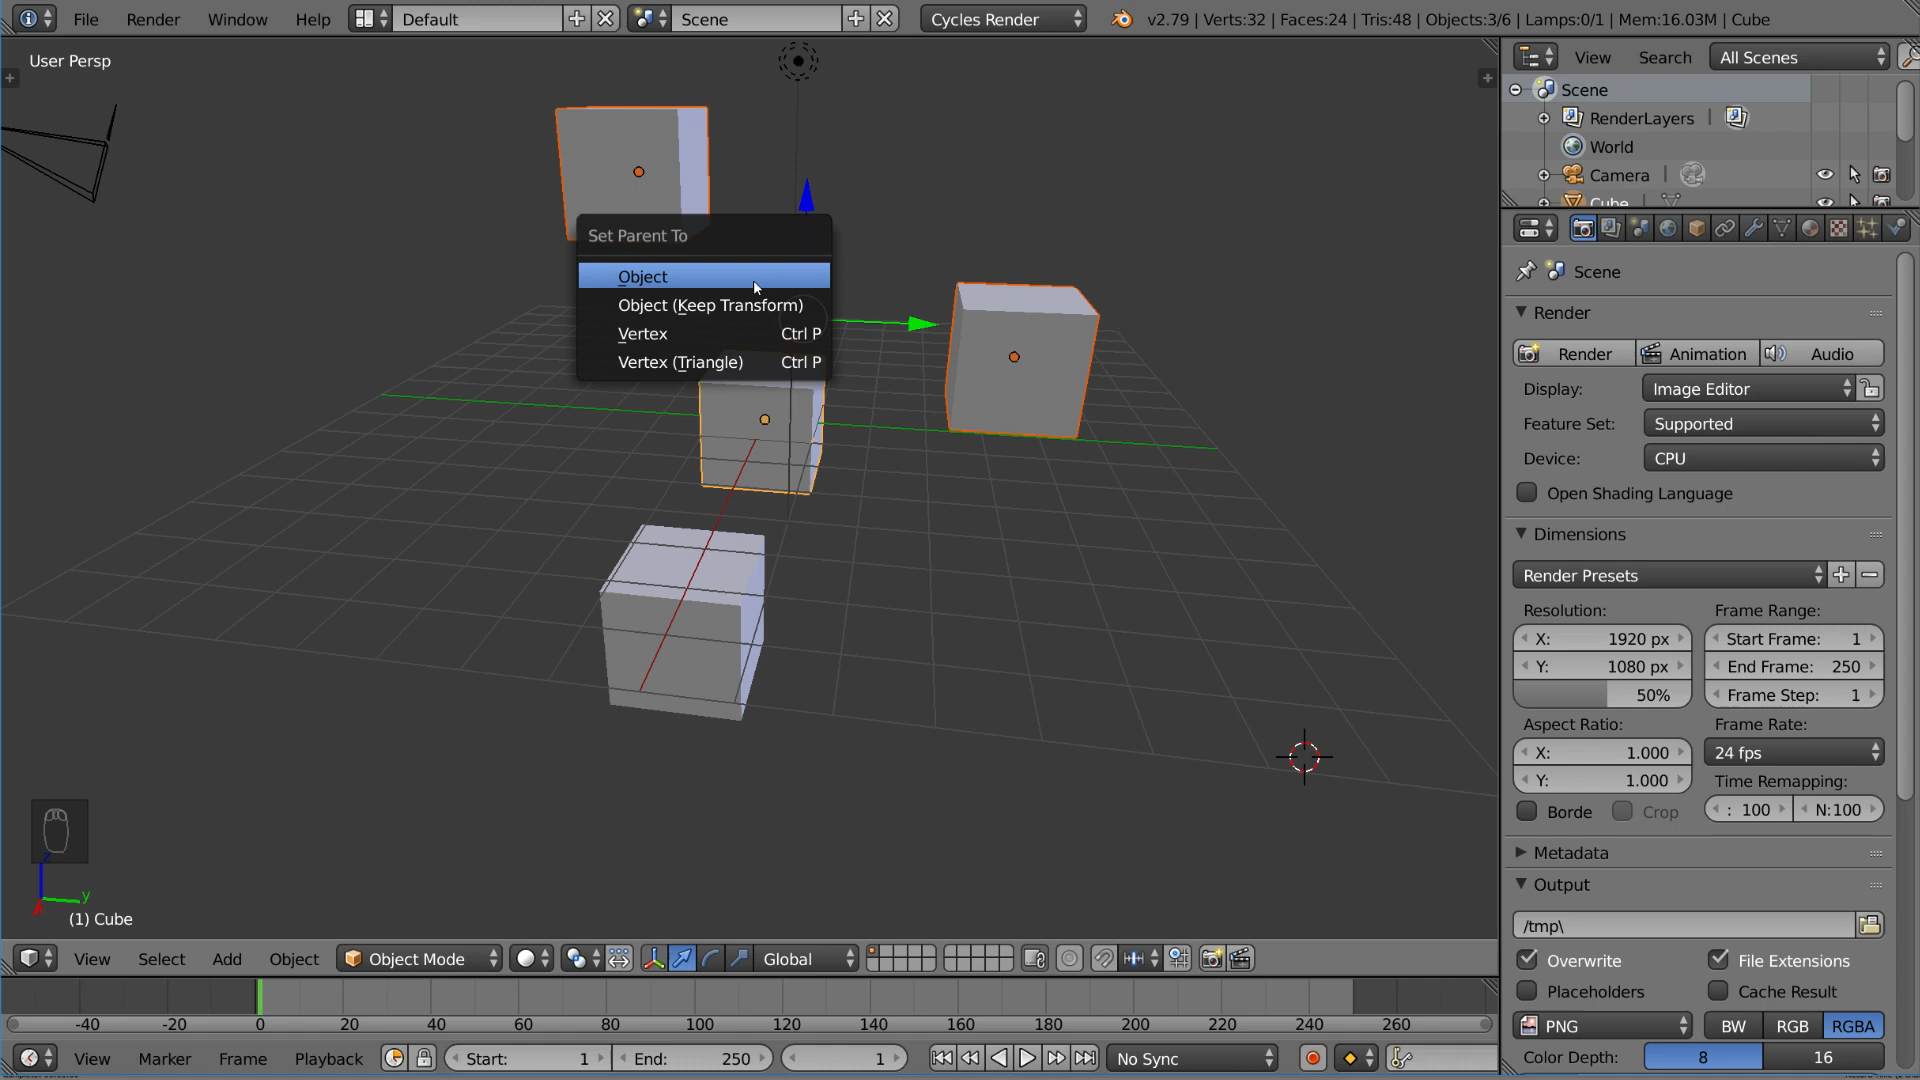 File Render Window Help Default Scene Cycles Render v2.79 | Verts:32 | Faces:24 | Tris:48 | Objects:3/6 | Lamps:0/1 | Mem:16.03M | Cube
User Persp
View Search All Scenes
Scene
RenderLayers
World
Camera
Cube
Set Parent To
Object
Object (Keep Transform)
Vertex Ctrl P
Vertex (Triangle) Ctrl P
Scene
Render
Render Animation Audio
Display: Image Editor
Feature Set: Supported
Device: CPU
Open Shading Language
Dimensions
Render Presets
Resolution: Frame Range:
X: 1920 px Start Frame: 1
Y: 1080 px End Frame: 250
50% Frame Step: 1
Aspect Ratio: Frame Rate:
X: 1.000 24 fps
Y: 1.000 Time Remapping:
Borde Crop : 100 N:100
Metadata
Output
/tmp\
Overwrite File Extensions
Placeholders Cache Result
PNG BW RGB RGBA
Color Depth: 8 16
z
y
(1) Cube
View Select Add Object Object Mode Global
-40 -20 0 20 40 60 80 100 120 140 160 180 200 220 240 260
View Marker Frame Playback Start: 1 End: 250 1 No Sync